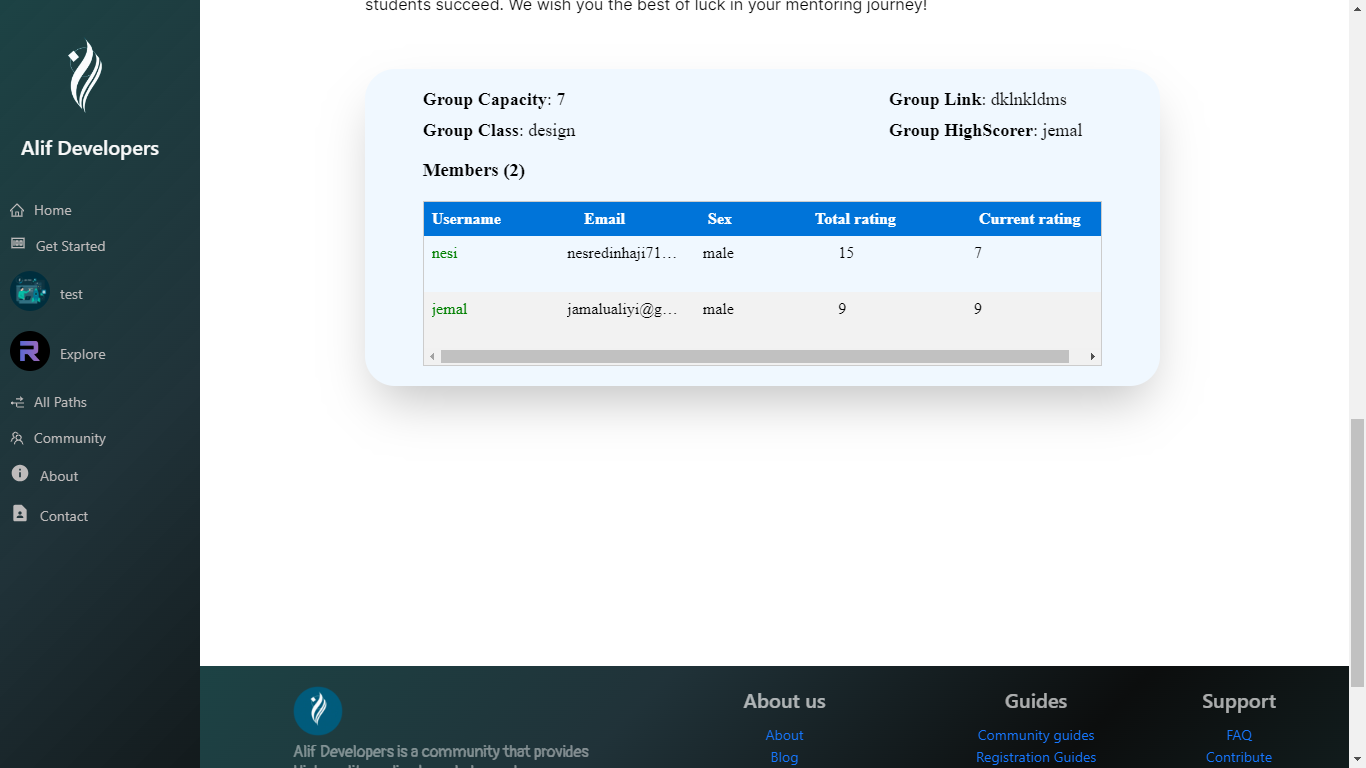 students succeed. We wish you the best of luck in your mentoring journey!
Alif Developers
Home
Get Started
test
Explore
All Paths
Community
About
Contact
Group Capacity: 7
Group Link: dklnkldms
Group Class: design
Group HighScorer: jemal
Members (2)
Username Email Sex Total rating Current rating
nesi nesredinhaji71… male 15 7
jemal jamalualiyi@g… male 9 9
Alif Developers is a community that provides
About us
About
Blog
Guides
Community guides
Registration Guides
Support
FAQ
Contribute